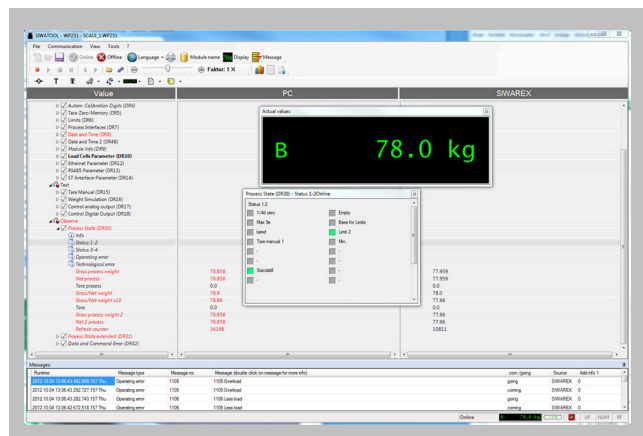 SIWATOOL - WP231 - SCALE_1.WP231
File Communication View Tools ?
Online Offline Language Module name Display Message
Faktor: 1 X
Value PC SIWAREX
Autom. Calibration Digits (DR4)
Tara-Zero-Memory (DR5)
Limits (DR6)
Process Interfaces (DR7)
Date and Time (DR8)
Date and Time 2 (DR48)
Module Info (DR9)
Load Cells Parameter (DR10)
Ethernet Parameter (DR12)
RS485 Parameter (DR13)
S7-Interface-Parameter (DR14)
Test
Tara Manual (DR15)
Weight Simulation (DR16)
Control analog output (DR17)
Control Digital Output (DR18)
Observe
Process State (DR30)
Info
Status 1-2
Status 3-4
Operating error
Technological error
Gross process weight 78.858 77.959
Net process 78.858 77.959
Tare process 0.0 0.0
Gross/Net weight 78.9 78.0
Gross/Net weight x10 78.86 77.96
Tare 0.0 0.0
Gross process weight 2 78.858 77.96
Net 2 process 78.858 77.96
Refresh counter 36198 10811
Process State extended (DR31)
Data and Command Error (DR32)
Actual values
B 78.0 kg
Process State (DR30) - Status 1-2Online
Status 1-2
1/4d zero Empty
Max 9e Base for Limits
tared Limit 2
Tare manual 1 Min.
- -
- -
Standstill -
- -
Messages:
Runtime Message type Message no Message (double click on message for more info) com./going Source Add info 1
2012.10.04 13:06:43 492.809.157 Thu Operating error 1105 1105 Overload going SIWAREX 0
2012.10.04 13:06:43 292.727.157 Thu Operating error 1105 1105 Overload coming SIWAREX 0
2012.10.04 13:06:43 282.743.157 Thu Operating error 1106 1106 Less load going SIWAREX 0
2012.10.04 13:06:42 672.518.157 Thu Operating error 1106 1106 Less load coming SIWAREX 0
Online B 78.0 kg UF NUM RF